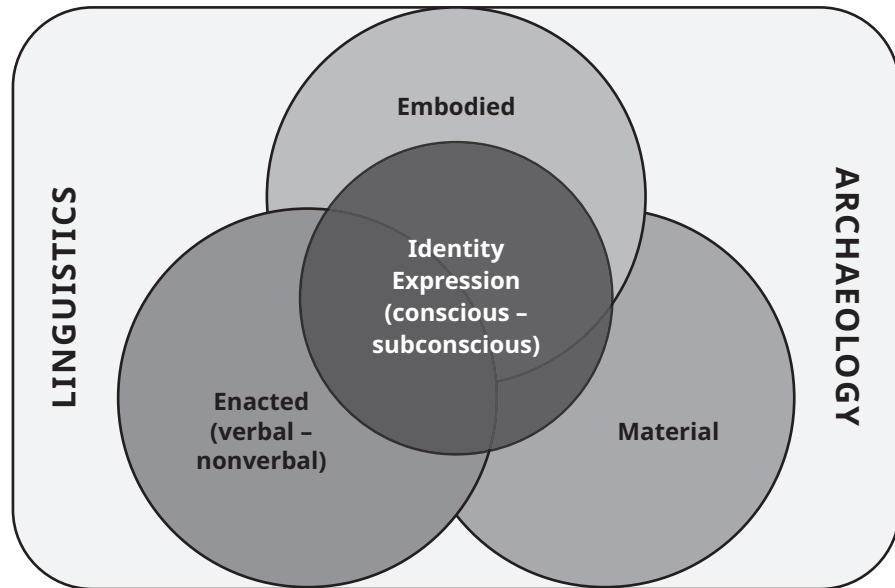 Embodied
LINGUISTICS
ARCHAEOLOGY
Identity
Expression
(conscious –
subconscious)
Enacted
(verbal –
nonverbal)
Material